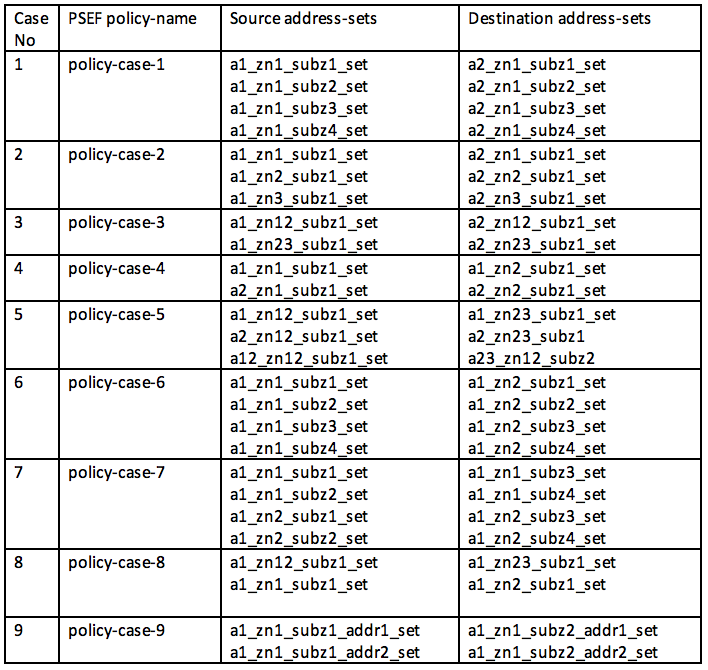 Case No PSEF policy-name Source address-sets Destination address-sets
1 policy-case-1 a1_zn1_subz1_set a2_zn1_subz1_set
a1_zn1_subz2_set a2_zn1_subz2_set
a1_zn1_subz3_set a2_zn1_subz3_set
a1_zn1_subz4_set a2_zn1_subz4_set
2 policy-case-2 a1_zn1_subz1_set a2_zn1_subz1_set
a1_zn2_subz1_set a2_zn2_subz1_set
a1_zn3_subz1_set a2_zn3_subz1_set
3 policy-case-3 a1_zn12_subz1_set a2_zn12_subz1_set
a1_zn23_subz1_set a2_zn23_subz1_set
4 policy-case-4 a1_zn1_subz1_set a1_zn2_subz1_set
a2_zn1_subz1_set a2_zn2_subz1_set
5 policy-case-5 a1_zn12_subz1_set a1_zn23_subz1_set
a2_zn12_subz1_set a2_zn23_subz1
a12_zn12_subz1_set a23_zn12_subz2
6 policy-case-6 a1_zn1_subz1_set a1_zn2_subz1_set
a1_zn1_subz2_set a1_zn2_subz2_set
a1_zn1_subz3_set a1_zn2_subz3_set
a1_zn1_subz4_set a1_zn2_subz4_set
7 policy-case-7 a1_zn1_subz1_set a1_zn1_subz3_set
a1_zn1_subz2_set a1_zn1_subz4_set
a1_zn2_subz1_set a1_zn2_subz3_set
a1_zn2_subz2_set a1_zn2_subz4_set
8 policy-case-8 a1_zn12_subz1_set a1_zn23_subz1_set
a1_zn1_subz1_set a1_zn2_subz1_set
9 policy-case-9 a1_zn1_subz1_addr1_set a1_zn1_subz2_addr1_set
a1_zn1_subz1_addr2_set a1_zn1_subz2_addr2_set